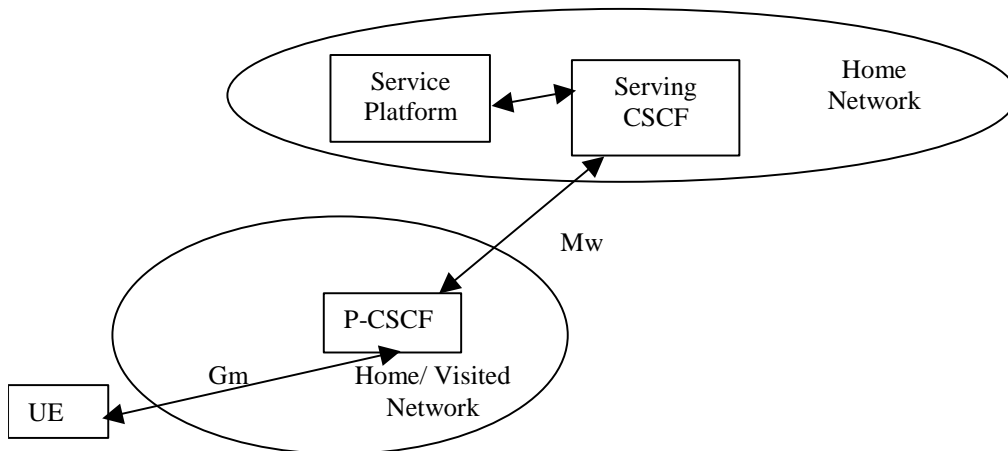 Service
Platform
Serving
CSCF
Home
Network
Mw
P-CSCF
Gm
Home/ Visited
Network
UE